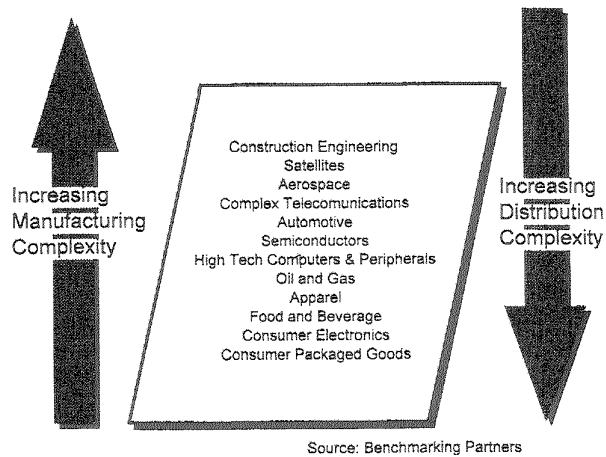 Increasing
Manufacturing
Complexity
Construction Engineering
Satellites
Aerospace
Complex Telecomunications
Automotive
Semiconductors
High Tech Computers & Peripherals
Oil and Gas
Apparel
Food and Beverage
Consumer Electronics
Consumer Packaged Goods
Increasing
Distribution
Complexity
Source: Benchmarking Partners